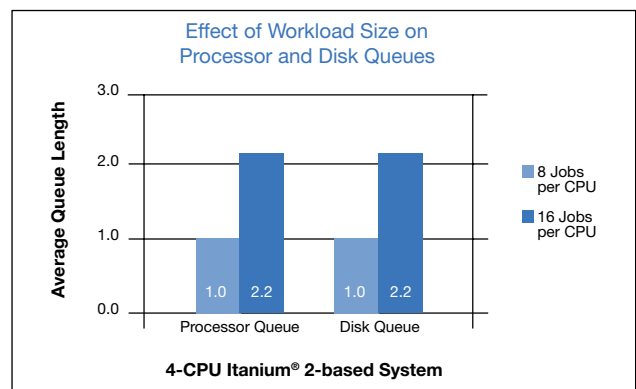 Effect of Workload Size on
Processor and Disk Queues
Average Queue Length
3.0
2.0
1.0
0.0
1.0
2.2
1.0
2.2
Processor Queue
Disk Queue
8 Jobs
per CPU
16 Jobs
per CPU
4-CPU Itanium® 2-based System